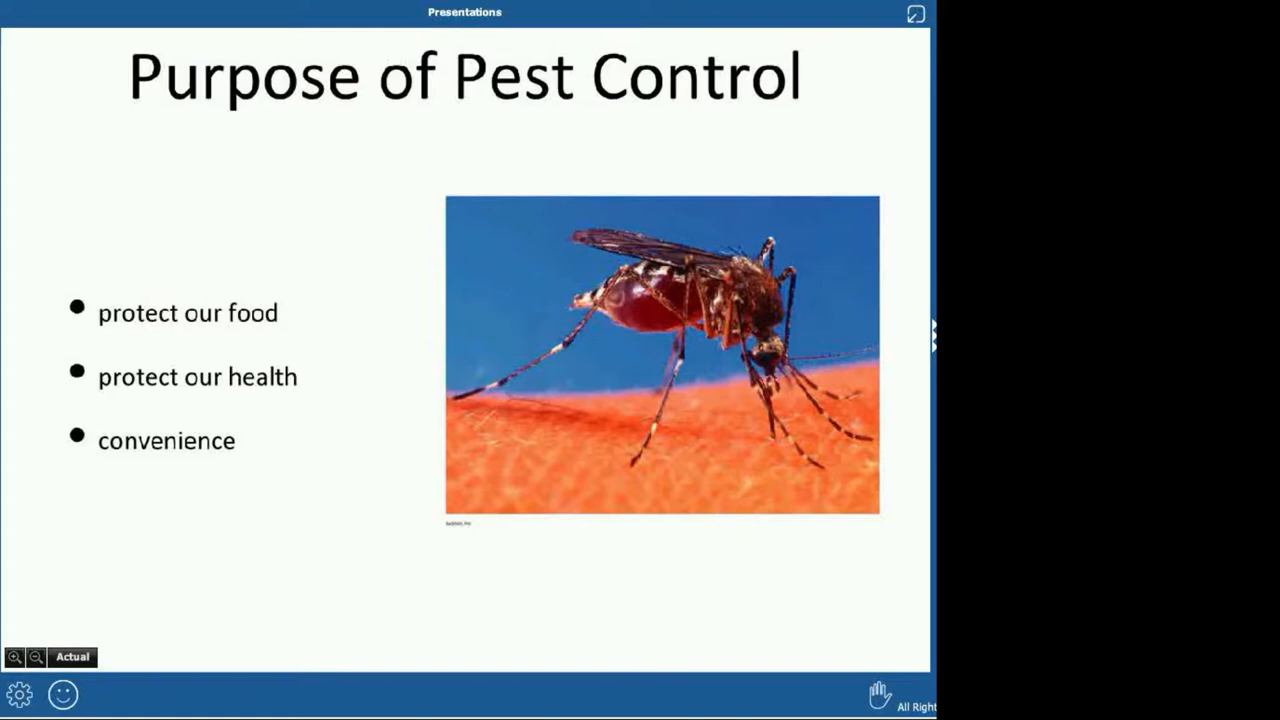 Presentations
Purpose of Pest Control
• protect our food
• protect our health
• convenience
Actual
All Right